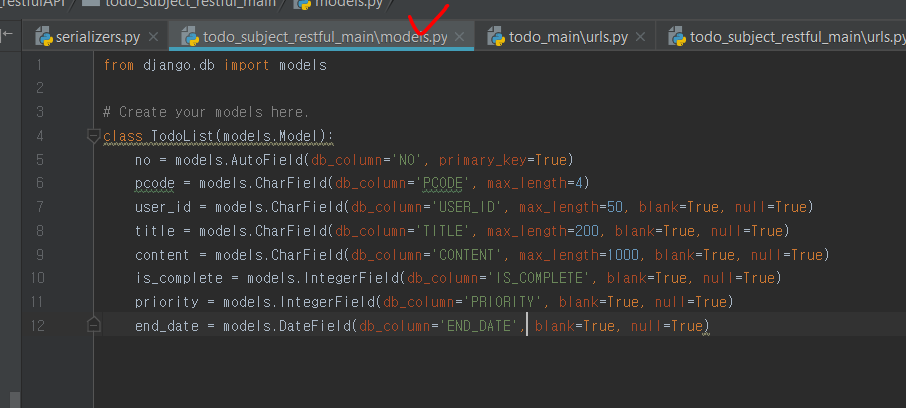 _restfulAPI / todo_subject_restful_main / models.py
serializers.py todo_subject_restful_main\models.py todo_main\urls.py todo_subject_restful_main\urls.py
1 from django.db import models
2
3 # Create your models here.
4 class TodoList(models.Model):
5 no = models.AutoField(db_column='NO', primary_key=True)
6 pcode = models.CharField(db_column='PCODE', max_length=4)
7 user_id = models.CharField(db_column='USER_ID', max_length=50, blank=True, null=True)
8 title = models.CharField(db_column='TITLE', max_length=200, blank=True, null=True)
9 content = models.CharField(db_column='CONTENT', max_length=1000, blank=True, null=True)
10 is_complete = models.IntegerField(db_column='IS_COMPLETE', blank=True, null=True)
11 priority = models.IntegerField(db_column='PRIORITY', blank=True, null=True)
12 end_date = models.DateField(db_column='END_DATE', blank=True, null=True)